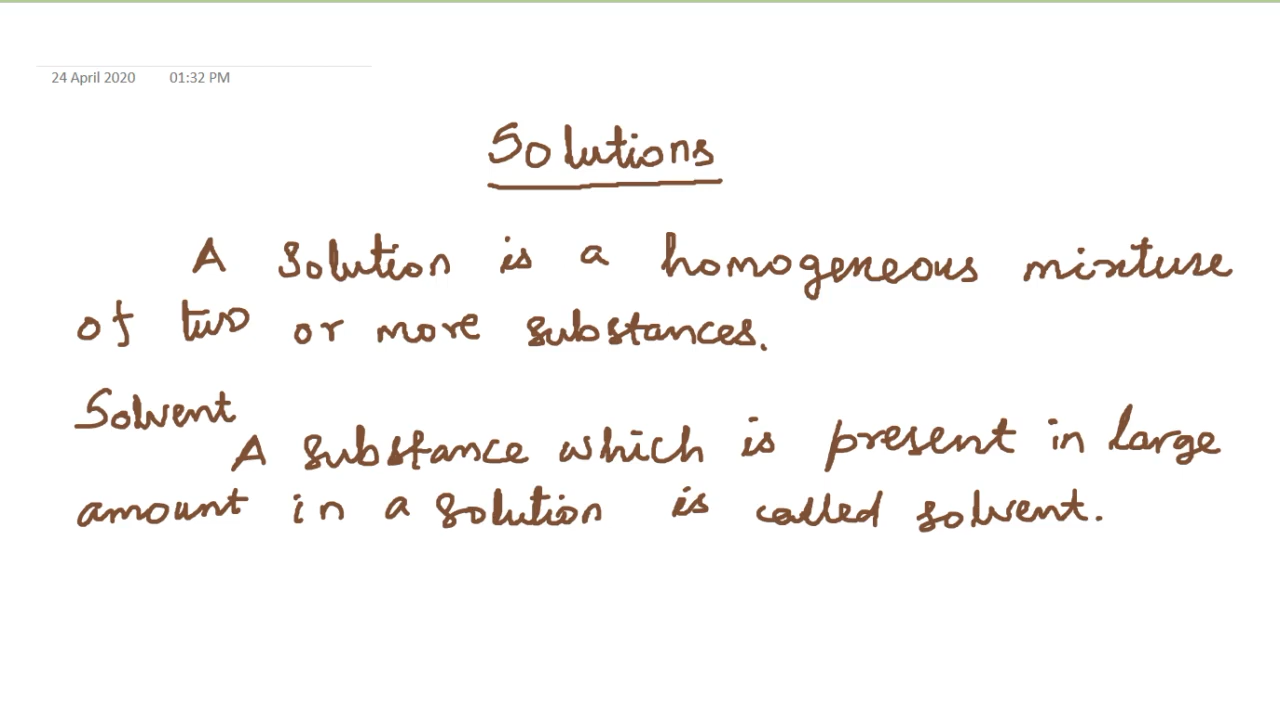 24 April 2020 01:32 PM
Solutions
A solution is a homogeneous mixture
of two or more substances.
Solvent
A substance which is present in large
amount in a solution is called solvent.